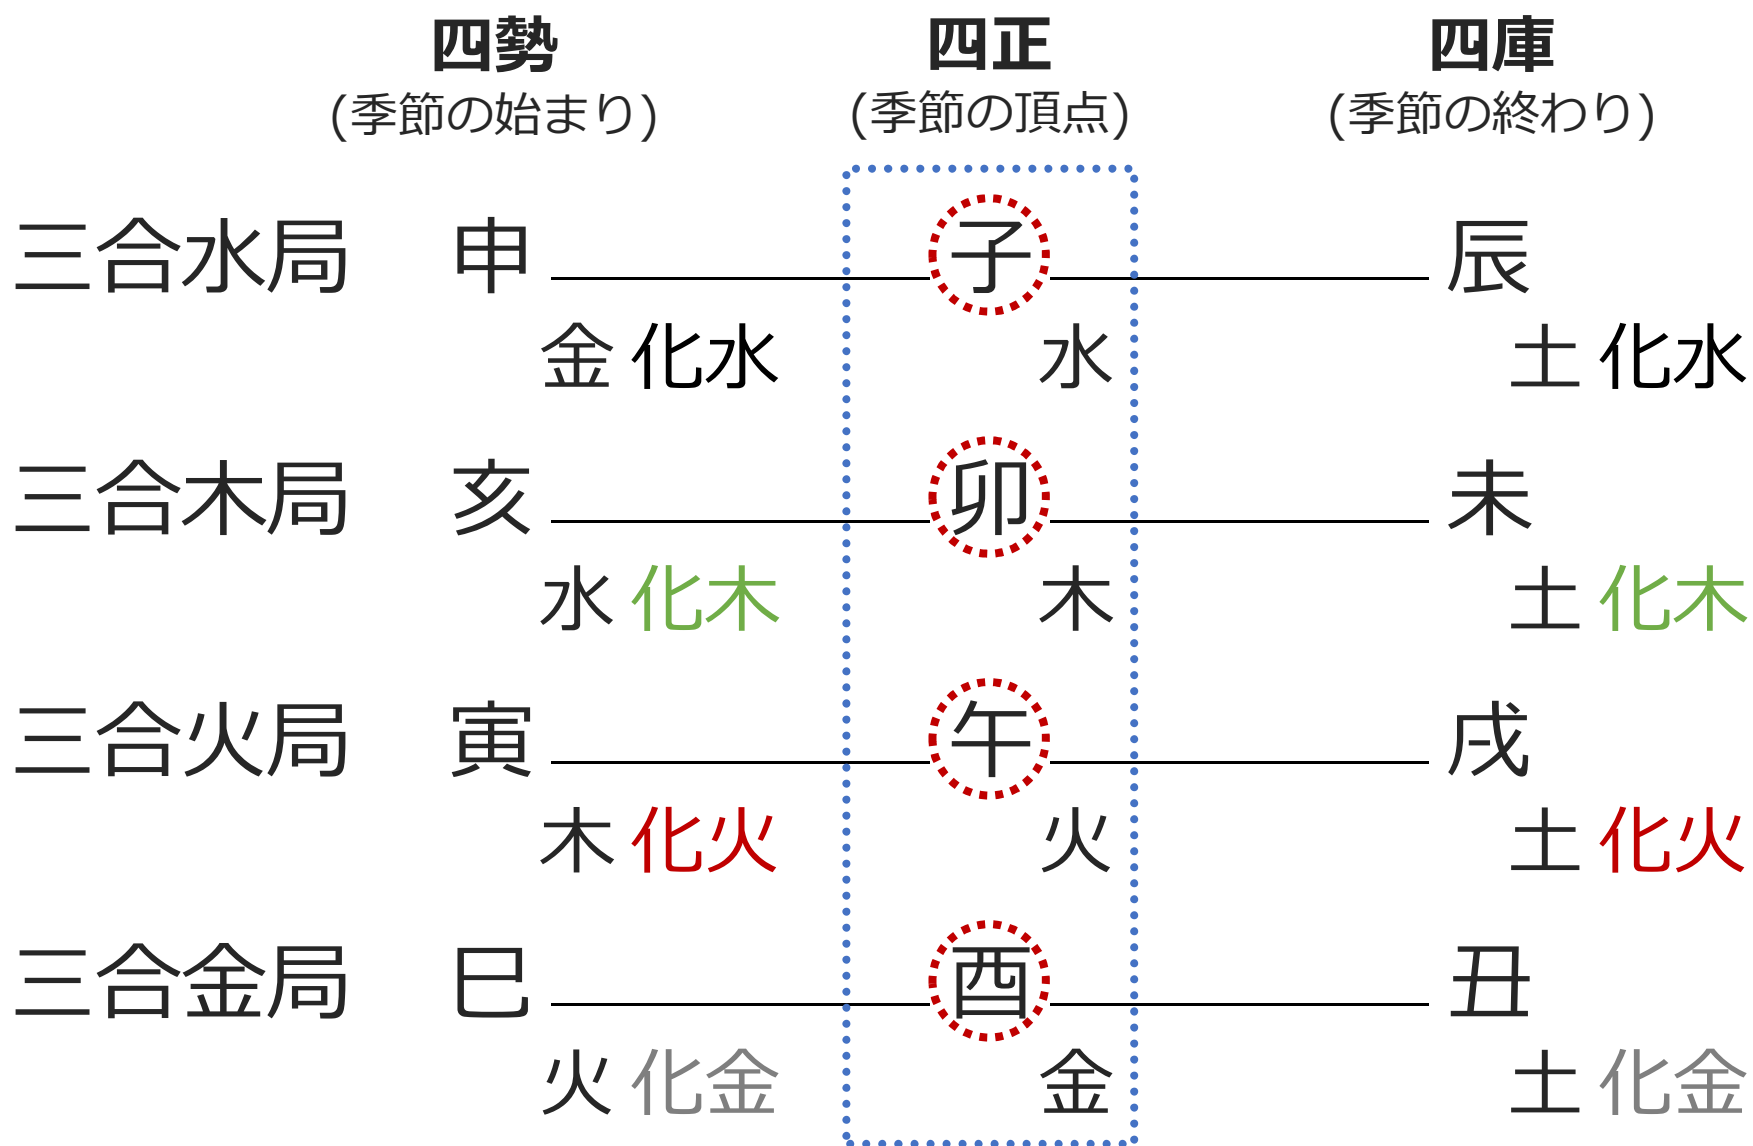 四勢 四正 四庫
(季節の始まり) (季節の頂点) (季節の終わり)
三合水局 申 子 辰
金 化水 水 土 化水
三合木局 亥 卯 未
水 化木 木 土 化木
三合火局 寅 午 戌
木 化火 火 土 化火
三合金局 巳 酉 丑
火 化金 金 土 化金